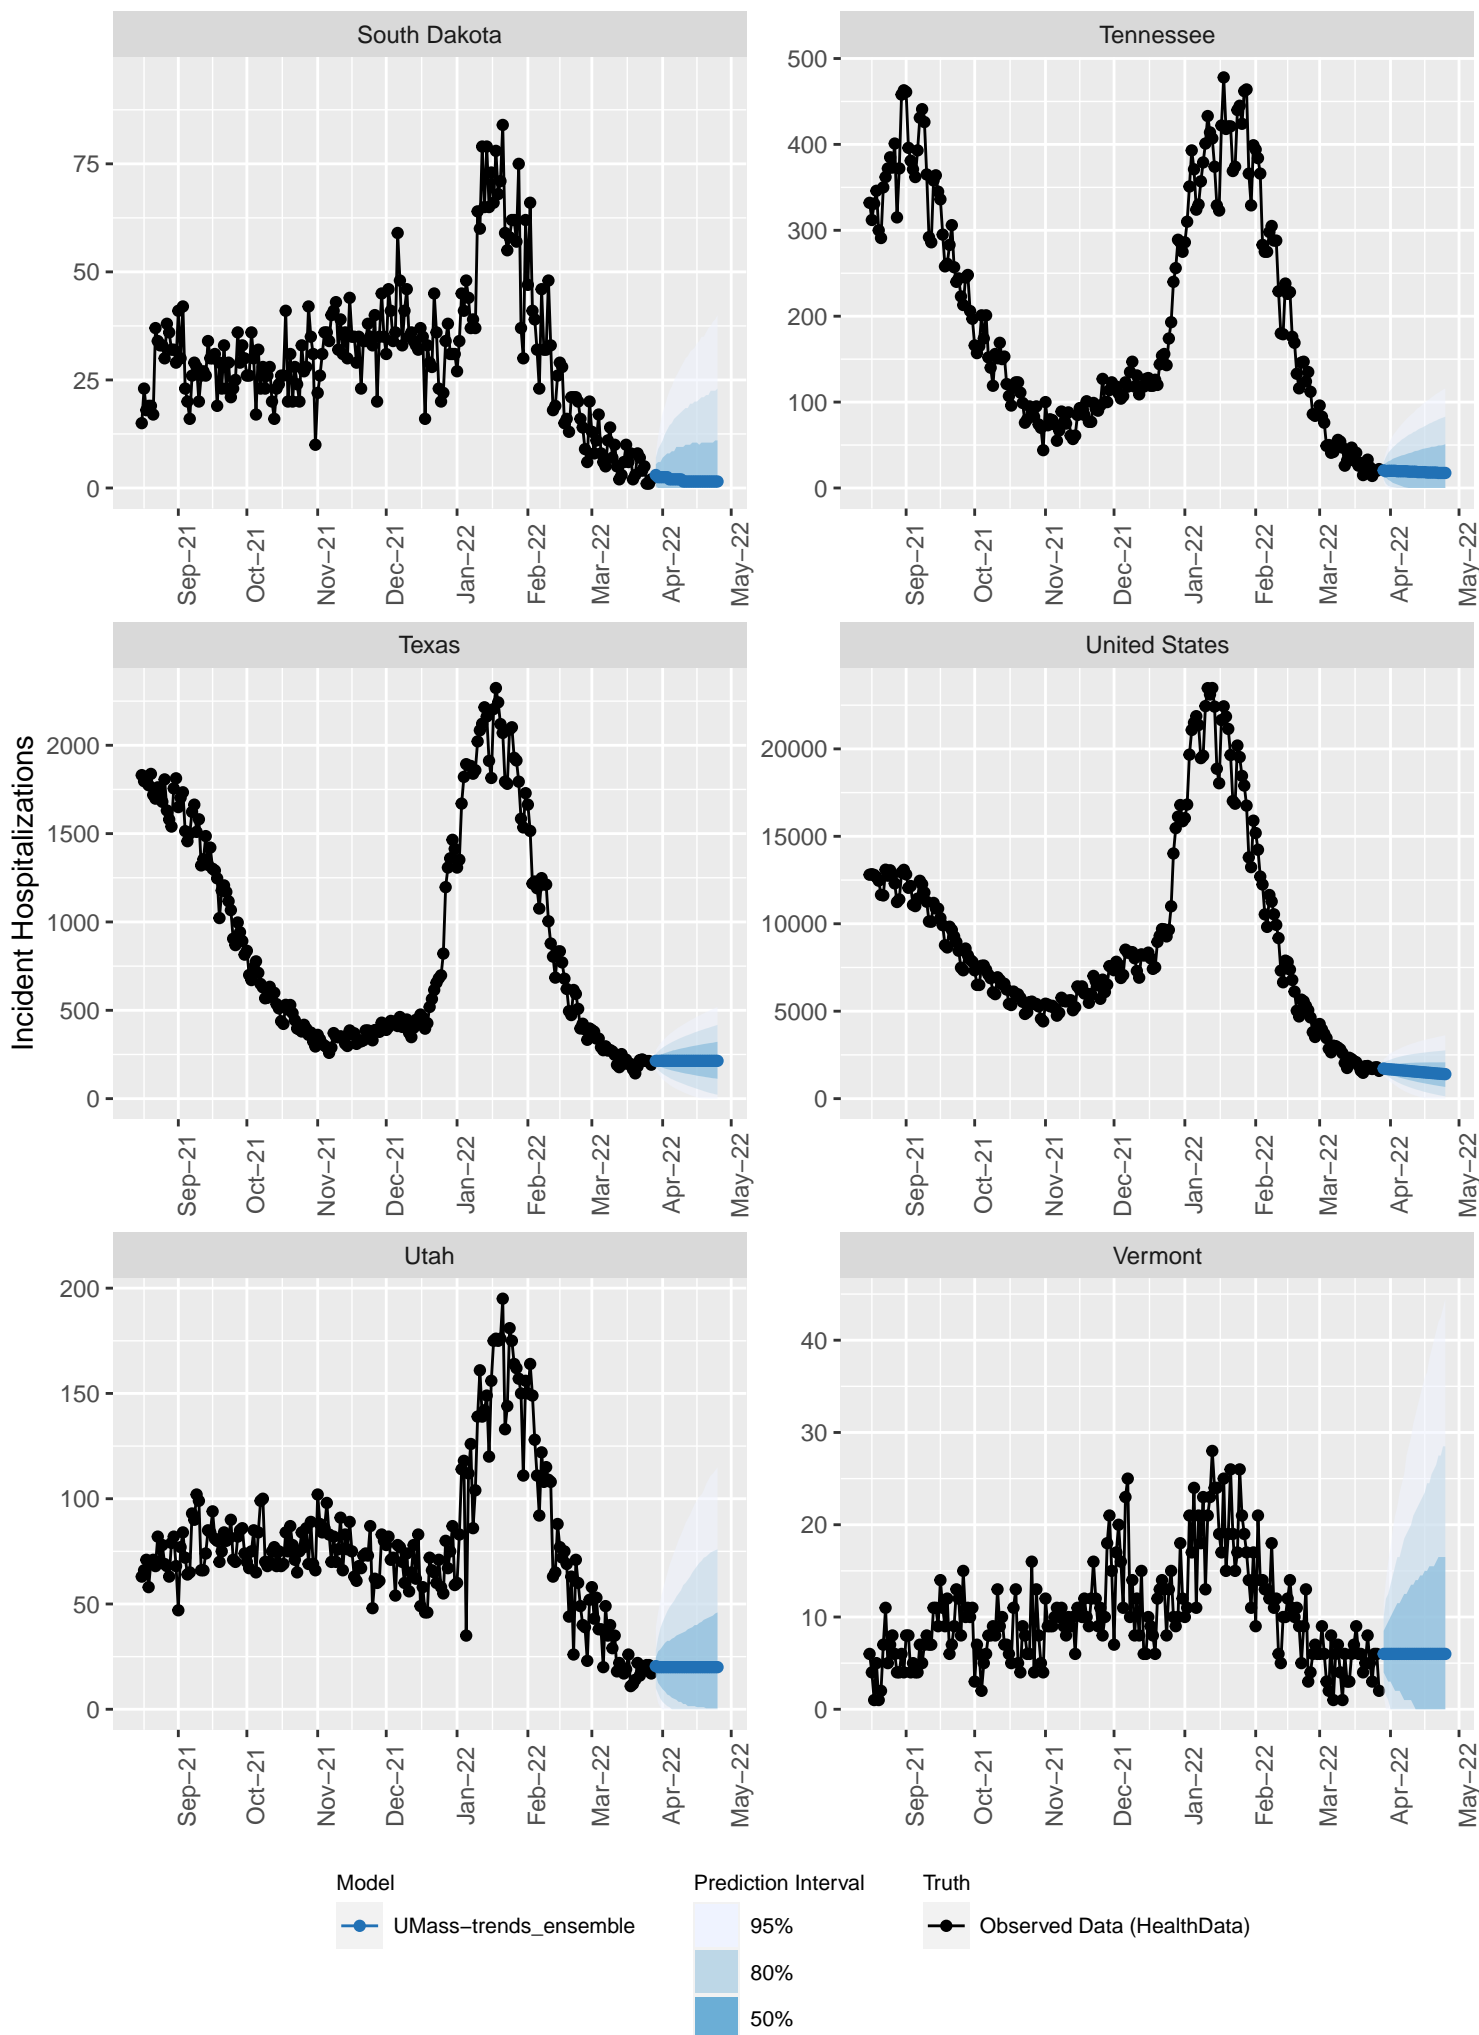 South Dakota
Tennessee
75
50
25
0
500
400
300
200
100
0
Sep−21
Oct−21
Nov−21
Dec−21
Jan−22
Feb−22
Mar−22
Apr−22
May−22
Sep−21
Oct−21
Nov−21
Dec−21
Jan−22
Feb−22
Mar−22
Apr−22
May−22
Incident Hospitalizations
Texas
United States
2000
1500
1000
500
0
20000
15000
10000
5000
0
Sep−21
Oct−21
Nov−21
Dec−21
Jan−22
Feb−22
Mar−22
Apr−22
May−22
Sep−21
Oct−21
Nov−21
Dec−21
Jan−22
Feb−22
Mar−22
Apr−22
May−22
Utah
Vermont
200
150
100
50
0
40
30
20
10
0
Sep−21
Oct−21
Nov−21
Dec−21
Jan−22
Feb−22
Mar−22
Apr−22
May−22
Sep−21
Oct−21
Nov−21
Dec−21
Jan−22
Feb−22
Mar−22
Apr−22
May−22
Model
UMass−trends_ensemble
Prediction Interval
95%
80%
50%
Truth
Observed Data (HealthData)